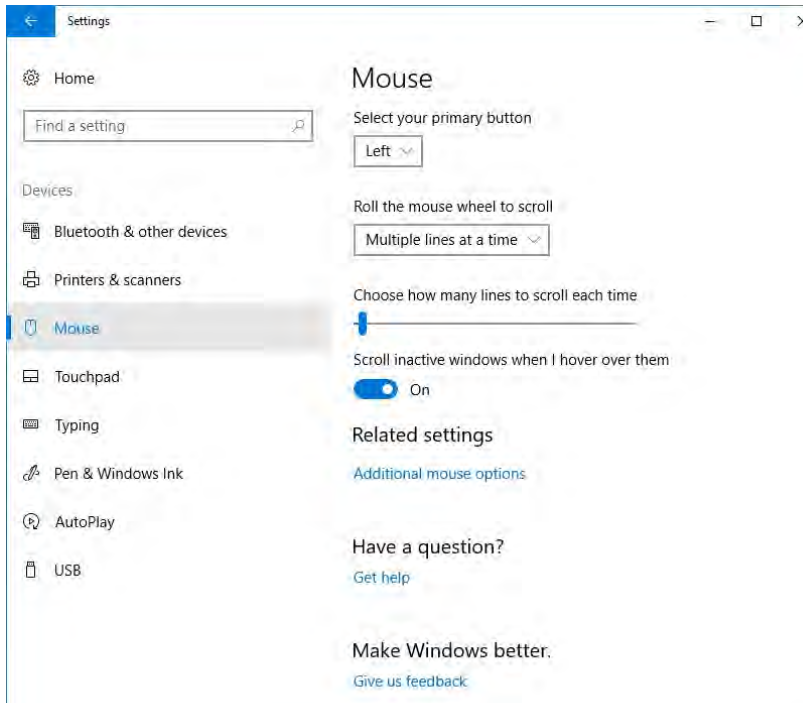 Settings
Home
Find a setting
Devices
Bluetooth & other devices
Printers & scanners
Mouse
Touchpad
Typing
Pen & Windows Ink
AutoPlay
USB
Mouse
Select your primary button
Left
Roll the mouse wheel to scroll
Multiple lines at a time
Choose how many lines to scroll each time
Scroll inactive windows when I hover over them
On
Related settings
Additional mouse options
Have a question?
Get help
Make Windows better.
Give us feedback